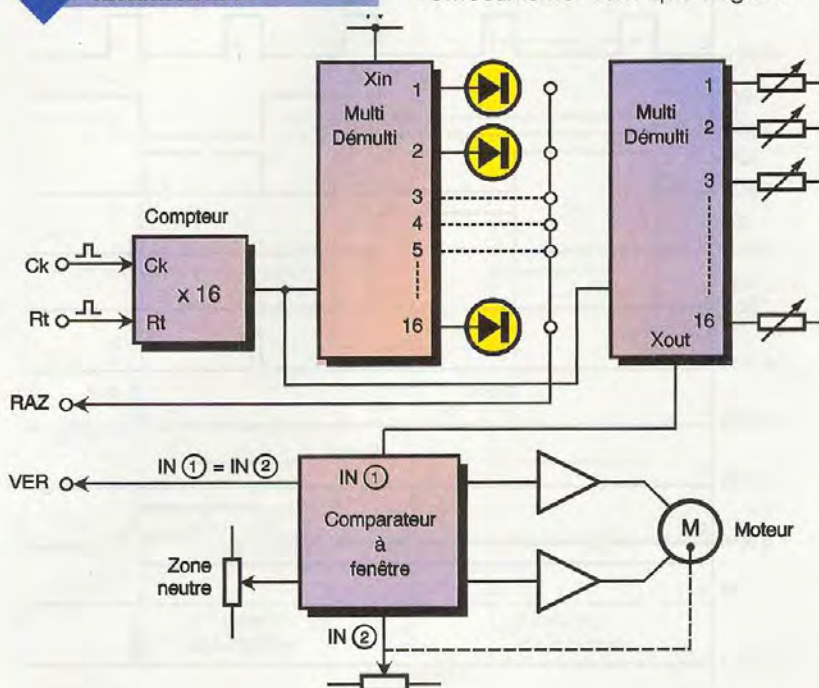 Xin
Multi
Démulti
1
2
3
4
5
16
Multi
Démulti
1
2
3
16
Xout
Compteur
Ck
Ck
x 16
Rt
Rt
RAZ
VER
IN ① = IN ②
IN ①
Comparateur
à
fenêtre
Zone
neutre
IN ②
M
Moteur